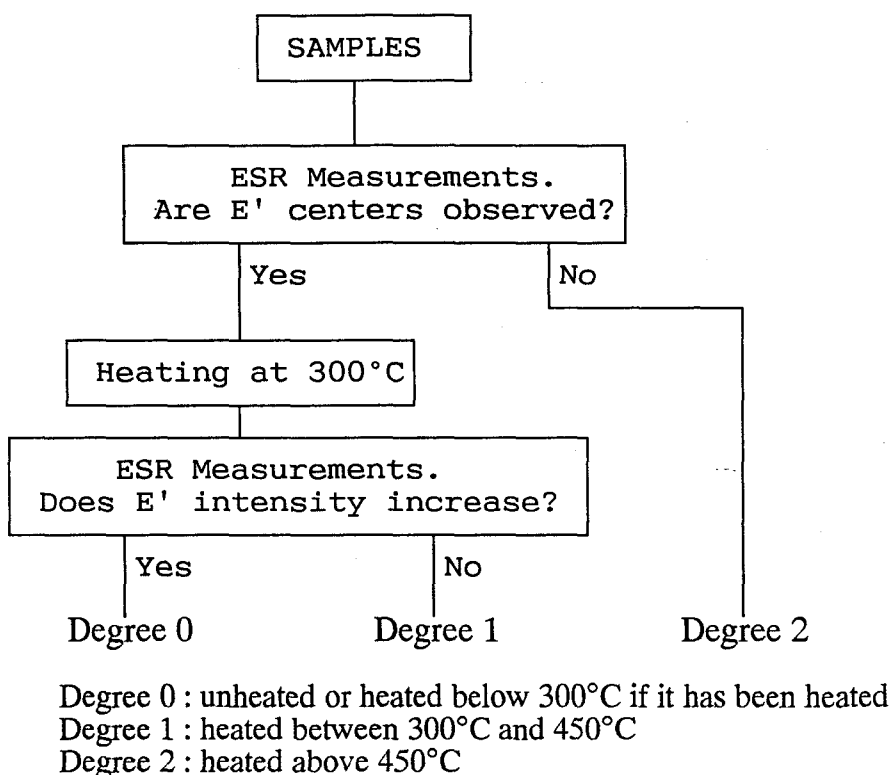 SAMPLES
ESR Measurements.
Are E' centers observed?
Yes
No
Heating at 300°C
ESR Measurements.
Does E' intensity increase?
Yes
No
Degree 0
Degree 1
Degree 2
Degree 0 : unheated or heated below 300°C if it has been heated
Degree 1 : heated between 300°C and 450°C
Degree 2 : heated above 450°C